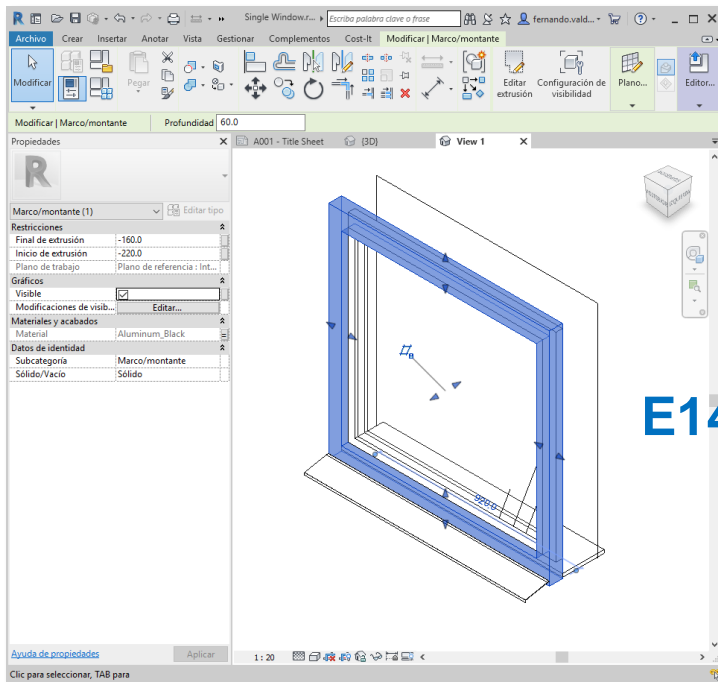 Single Window.r...
Escriba palabra clave o frase
fernando.vald...
Archivo Crear Insertar Anotar Vista Gestionar Complementos Cost-It Modificar | Marco/montante
Modificar
Pegar
Editar extrusión
Configuración de visibilidad
Plano...
Editor...
Modificar | Marco/montante Profundidad 60.0
Propiedades
A001 - Title Sheet {3D} View 1
R
Marco/montante (1) Editar tipo
Restricciones
Final de extrusión -160.0
Inicio de extrusión -220.0
Plano de trabajo Plano de referencia : Int...
Gráficos
Visible
Modificaciones de visib... Editar...
Materiales y acabados
Material Aluminum_Black
Datos de identidad
Subcategoría Marco/montante
Sólido/Vacío Sólido
920.0
E14
Ayuda de propiedades Aplicar
1 : 20
Clic para seleccionar, TAB para